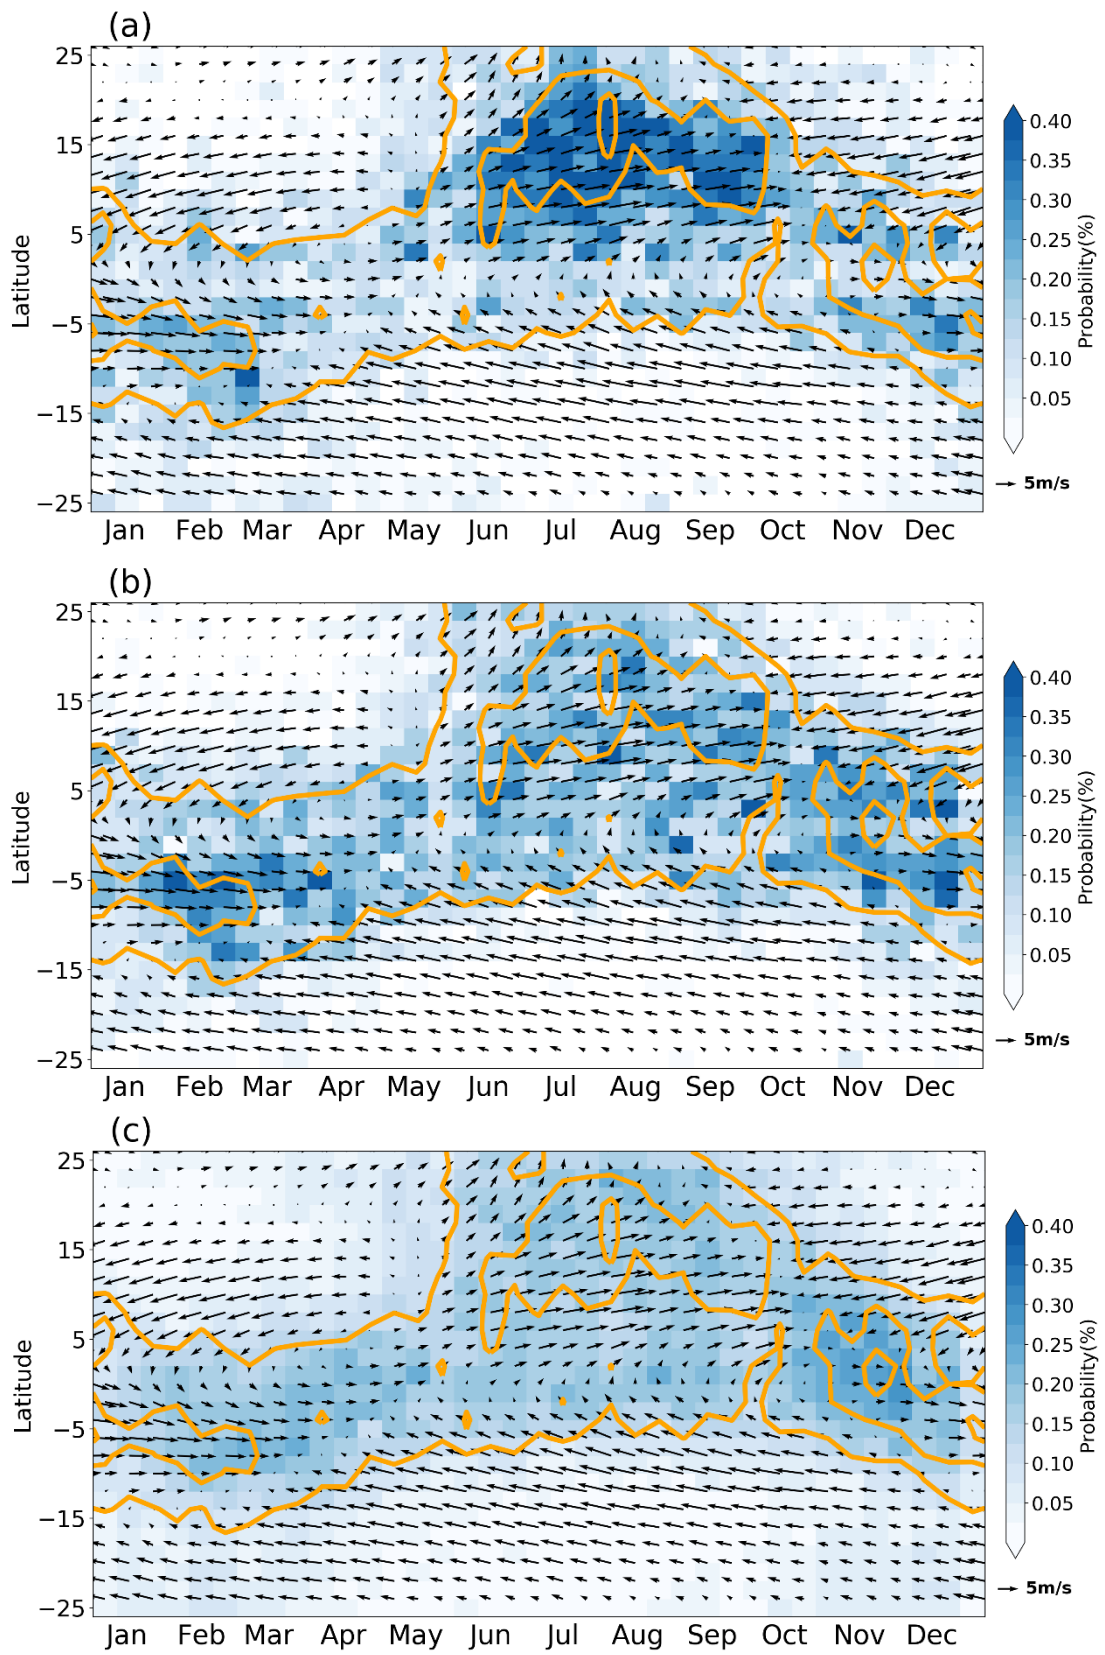 (a)
25
15
5
−5
−15
−25
Latitude
Jan Feb Mar Apr May Jun Jul Aug Sep Oct Nov Dec
0.40
0.35
0.30
0.25
0.20
0.15
0.10
0.05
Probability(%)
5m/s
(b)
25
15
5
−5
−15
−25
Latitude
Jan Feb Mar Apr May Jun Jul Aug Sep Oct Nov Dec
0.40
0.35
0.30
0.25
0.20
0.15
0.10
0.05
Probability(%)
5m/s
(c)
25
15
5
−5
−15
−25
Latitude
Jan Feb Mar Apr May Jun Jul Aug Sep Oct Nov Dec
0.40
0.35
0.30
0.25
0.20
0.15
0.10
0.05
Probability(%)
5m/s